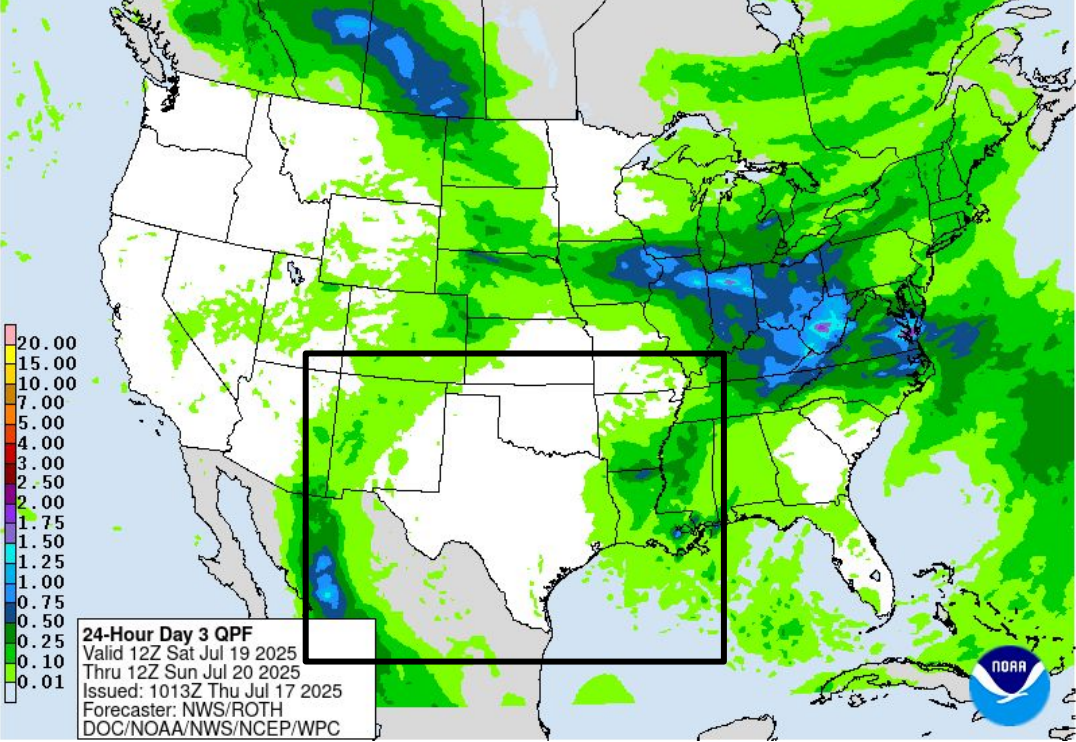 20.00
15.00
10.00
7.00
5.00
4.00
3.00
2.50
2.00
1.75
1.50
1.25
1.00
0.75
0.50
0.25
0.10
0.01
24-Hour Day 3 QPF
Valid 12Z Sat Jul 19 2025
Thru 12Z Sun Jul 20 2025
Issued: 1013Z Thu Jul 17 2025
Forecaster: NWS/ROTH
DOC/NOAA/NWS/NCEP/WPC
NOAA